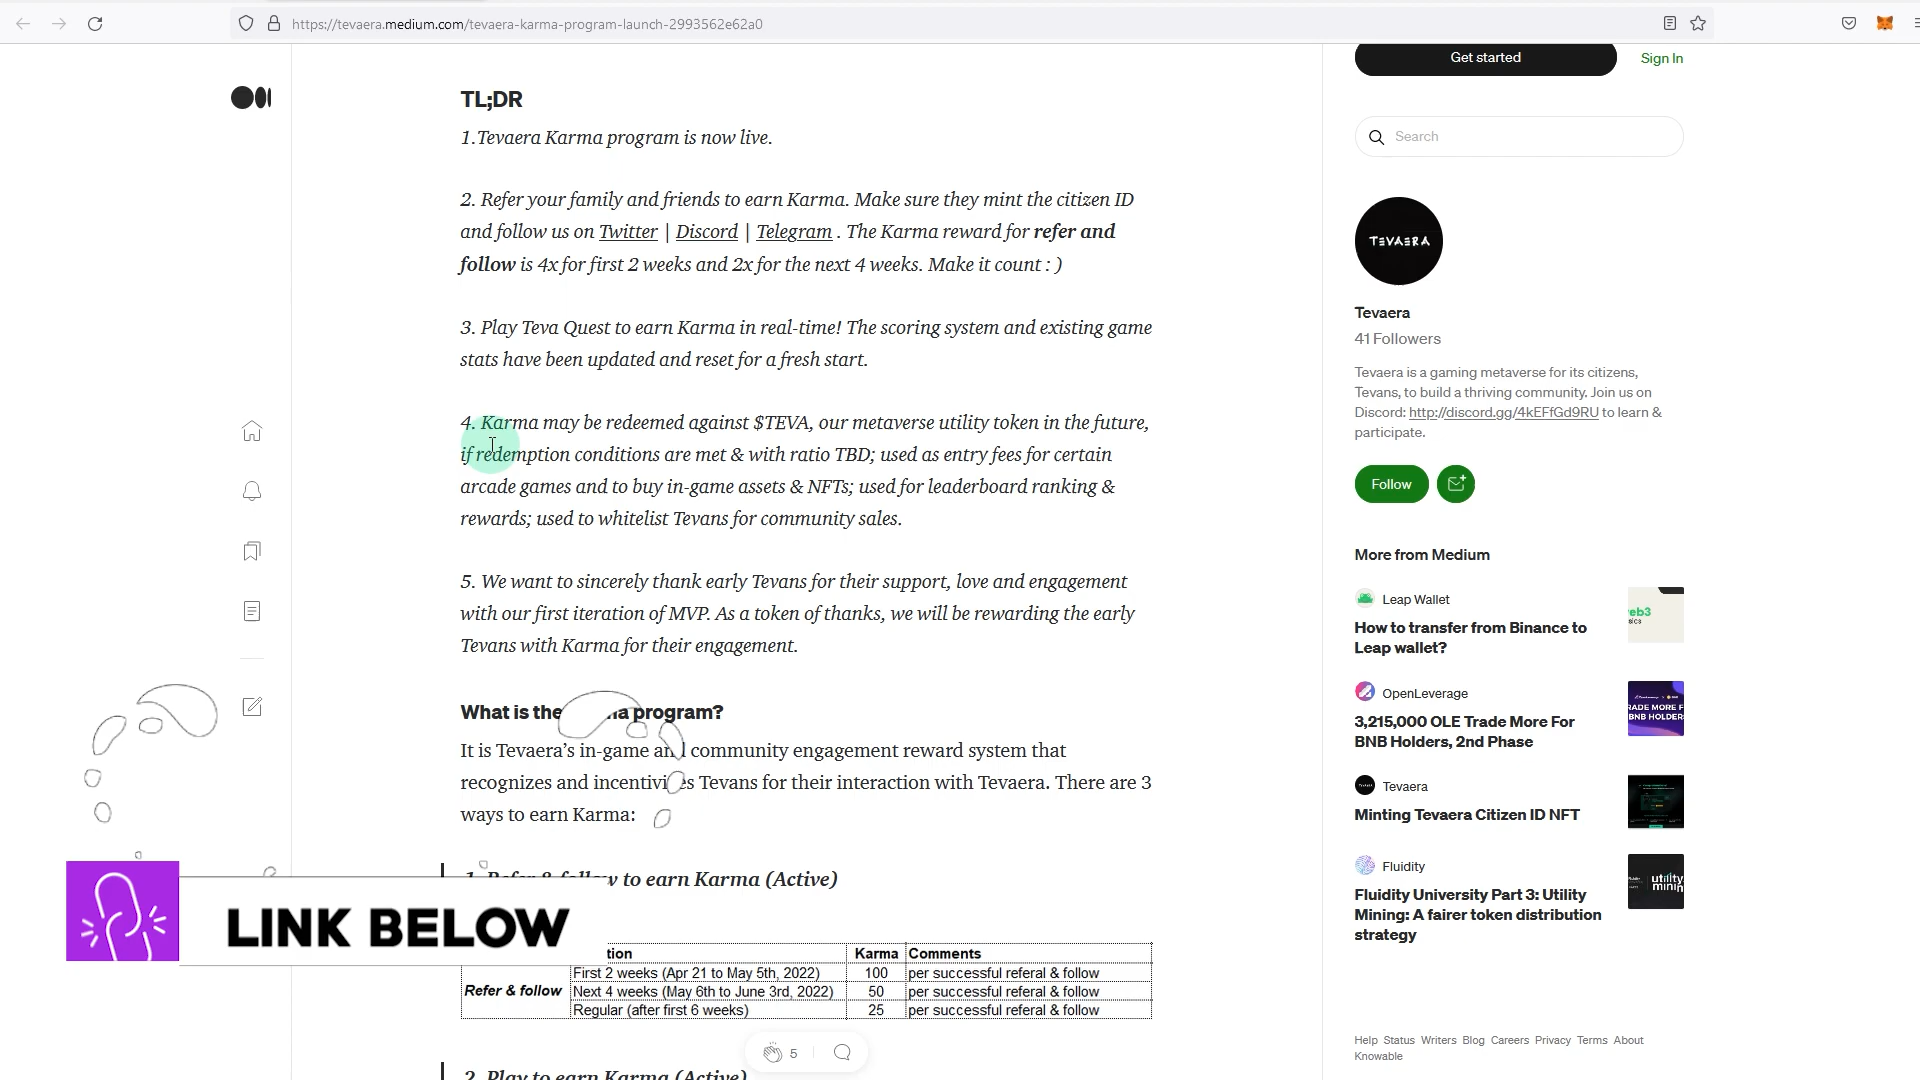 https://tevaera.medium.com/tevaera-karma-program-launch-2993562e62a0
Get started
Sign In
TL;DR
1.Tevaera Karma program is now live.
2. Refer your family and friends to earn Karma. Make sure they mint the citizen ID
and follow us on Twitter | Discord | Telegram . The Karma reward for refer and
follow is 4x for first 2 weeks and 2x for the next 4 weeks. Make it count : )
3. Play Teva Quest to earn Karma in real-time! The scoring system and existing game
stats have been updated and reset for a fresh start.
4. Karma may be redeemed against $TEVA, our metaverse utility token in the future,
if redemption conditions are met & with ratio TBD; used as entry fees for certain
arcade games and to buy in-game assets & NFTs; used for leaderboard ranking &
rewards; used to whitelist Tevans for community sales.
5. We want to sincerely thank early Tevans for their support, love and engagement
with our first iteration of MVP. As a token of thanks, we will be rewarding the early
Tevans with Karma for their engagement.
What is the program?
It is Tevaera’s in-game and community engagement reward system that
recognizes and incentivizes Tevans for their interaction with Tevaera. There are 3
ways to earn Karma:
1. Refer & follow to earn Karma (Active)
LINK BELOW
Karma Comments
Refer & follow
First 2 weeks (Apr 21 to May 5th, 2022) 100 per successful referal & follow
Next 4 weeks (May 6th to June 3rd, 2022) 50 per successful referal & follow
Regular (after first 6 weeks) 25 per successful referal & follow
5
2. Play to earn Karma (Active)
Search
TEVAERA
Tevaera
41 Followers
Tevaera is a gaming metaverse for its citizens,
Tevans, to build a thriving community. Join us on
Discord: http://discord.gg/4kEFfGd9RU to learn &
participate.
Follow
More from Medium
Leap Wallet
How to transfer from Binance to
Leap wallet?
OpenLeverage
3,215,000 OLE Trade More For
BNB Holders, 2nd Phase
Tevaera
Minting Tevaera Citizen ID NFT
Fluidity
Fluidity University Part 3: Utility
Mining: A fairer token distribution
strategy
Help Status Writers Blog Careers Privacy Terms About
Knowable